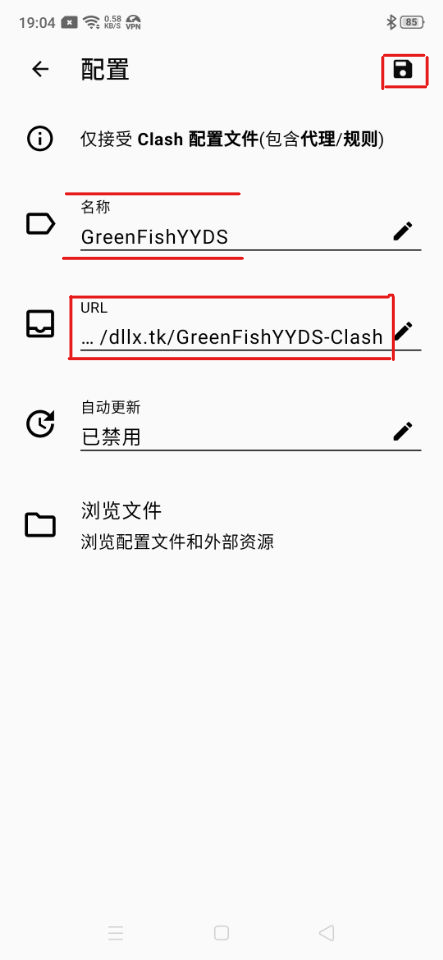 19:04 0.58 KB/S VPN 85
配置
仅接受 Clash 配置文件(包含代理/规则)
名称
GreenFishYYDS
URL
... /dllx.tk/GreenFishYYDS-Clash
自动更新
已禁用
浏览文件
浏览配置文件和外部资源